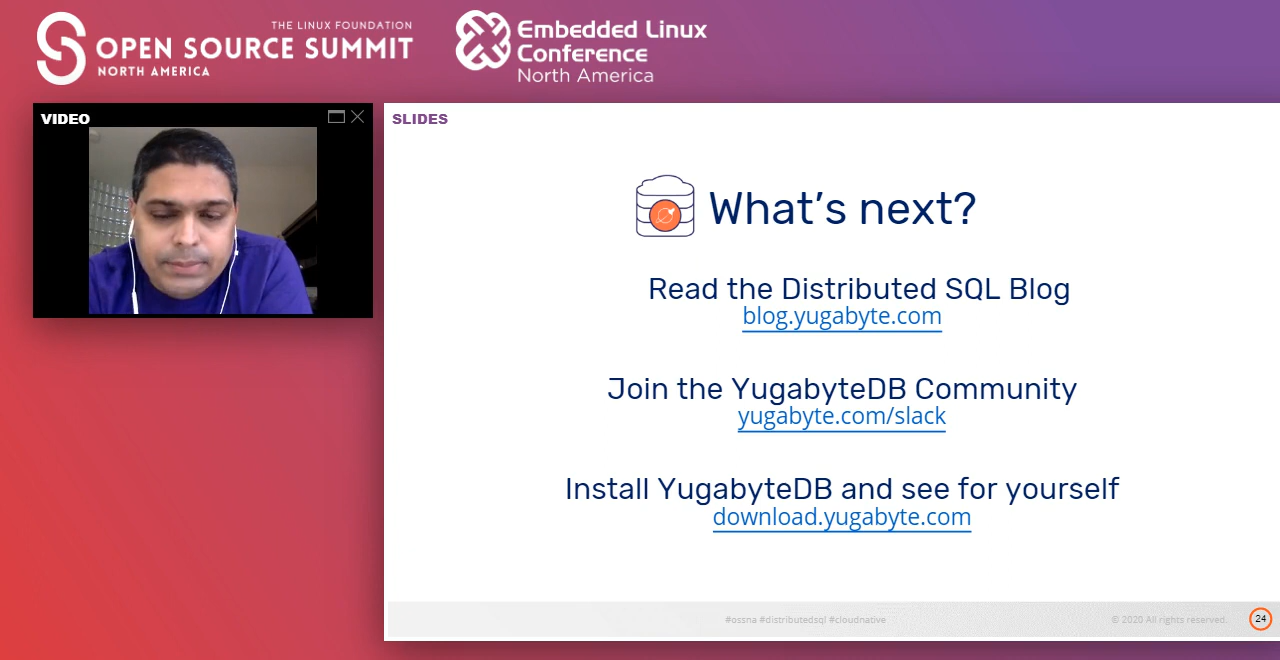 THE LINUX FOUNDATION
OPEN SOURCE SUMMIT
NORTH AMERICA
Embedded Linux
Conference
North America
VIDEO
SLIDES
What's next?
Read the Distributed SQL Blog
blog.yugabyte.com
Join the YugabyteDB Community
yugabyte.com/slack
Install YugabyteDB and see for yourself
download.yugabyte.com
#ossna #distributedsql #cloudnative
© 2020 All rights reserved.
24